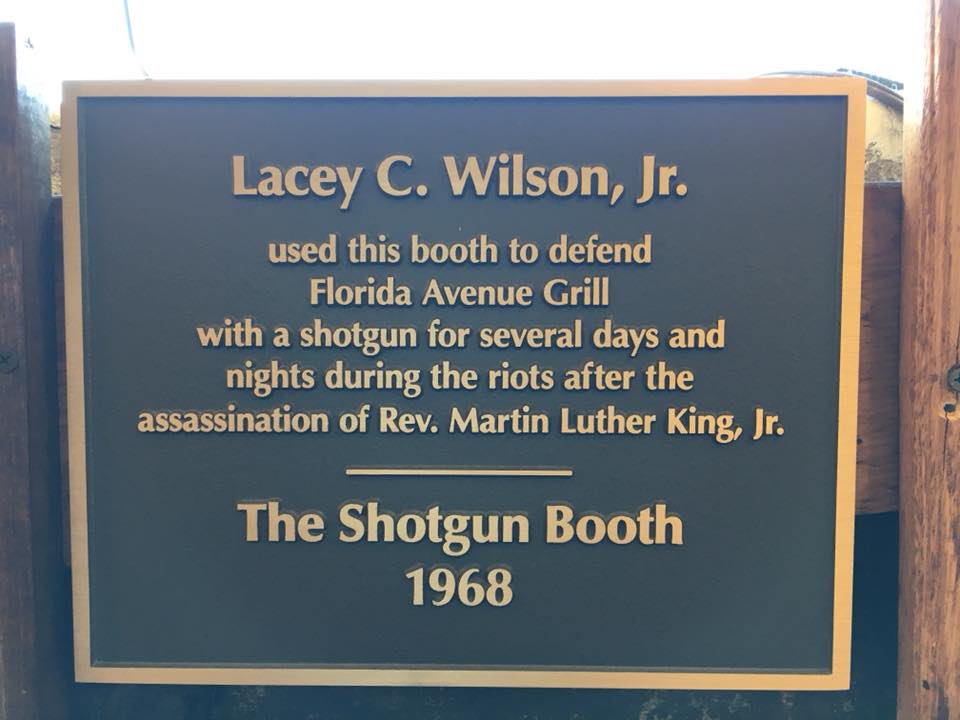 Lacey C. Wilson, Jr.
used this booth to defend
Florida Avenue Grill
with a shotgun for several days and
nights during the riots after the
assassination of Rev. Martin Luther King, Jr.
The Shotgun Booth
1968